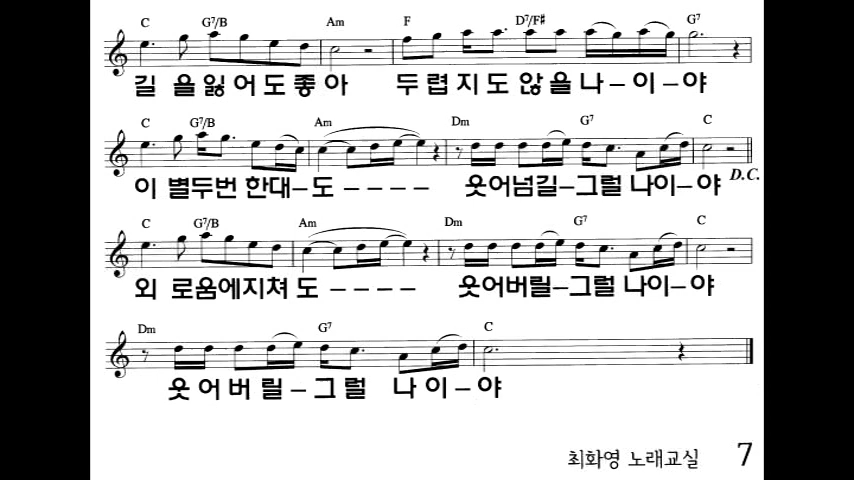 C G7/B Am F D7/F# G7
길 을잃어도좋아 두렵지도않을나–이–야
C G7/B Am Dm G7 C
이 별두번 한대–도 –––– 웃어넘길–그럴나이–야 D.C.
C G7/B Am Dm G7 C
외 로움에지쳐도 –––– 웃어버릴–그럴나이–야
Dm G7 C
웃어버릴–그럴 나이–야
최화영 노래교실 7